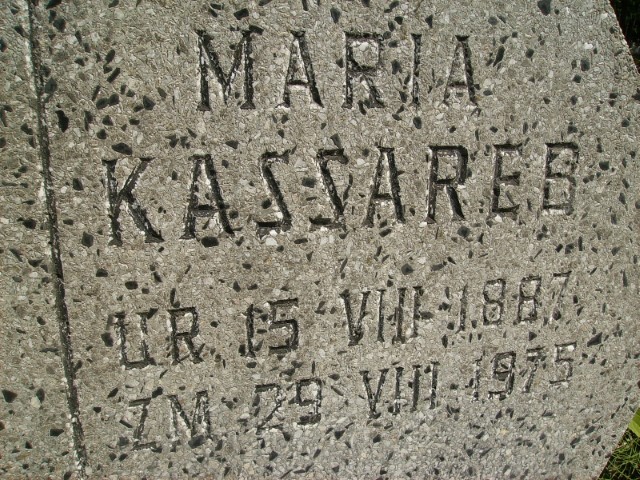 MARIA
KASSAREB
UR 15 VIII 1887
ZM 29 VIII 1975